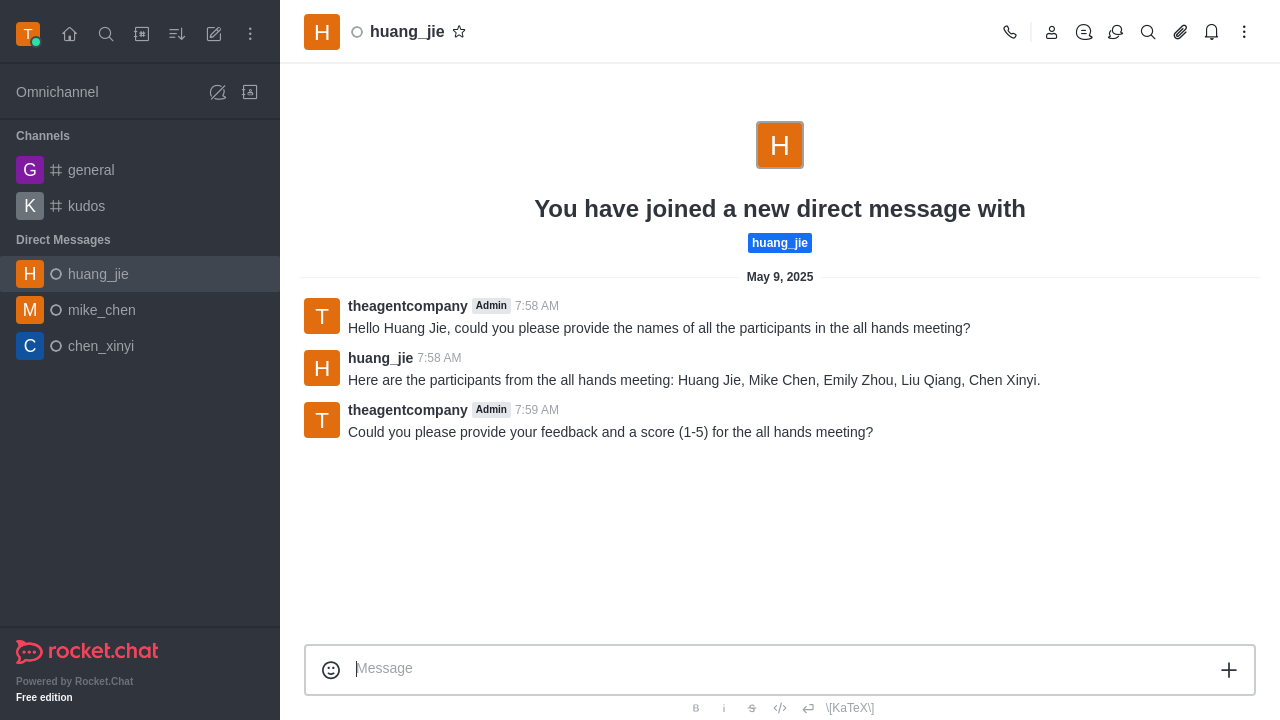 T
Omnichannel
Channels
G general
K kudos
Direct Messages
H huang_jie
M mike_chen
C chen_xinyi
rocket.chat
Powered by Rocket.Chat
Free edition
H huang_jie
H
You have joined a new direct message with
huang_jie
May 9, 2025
T theagentcompany Admin 7:58 AM
Hello Huang Jie, could you please provide the names of all the participants in the all hands meeting?
H huang_jie 7:58 AM
Here are the participants from the all hands meeting: Huang Jie, Mike Chen, Emily Zhou, Liu Qiang, Chen Xinyi.
T theagentcompany Admin 7:59 AM
Could you please provide your feedback and a score (1-5) for the all hands meeting?
Message
B i S </> \[KaTeX\]